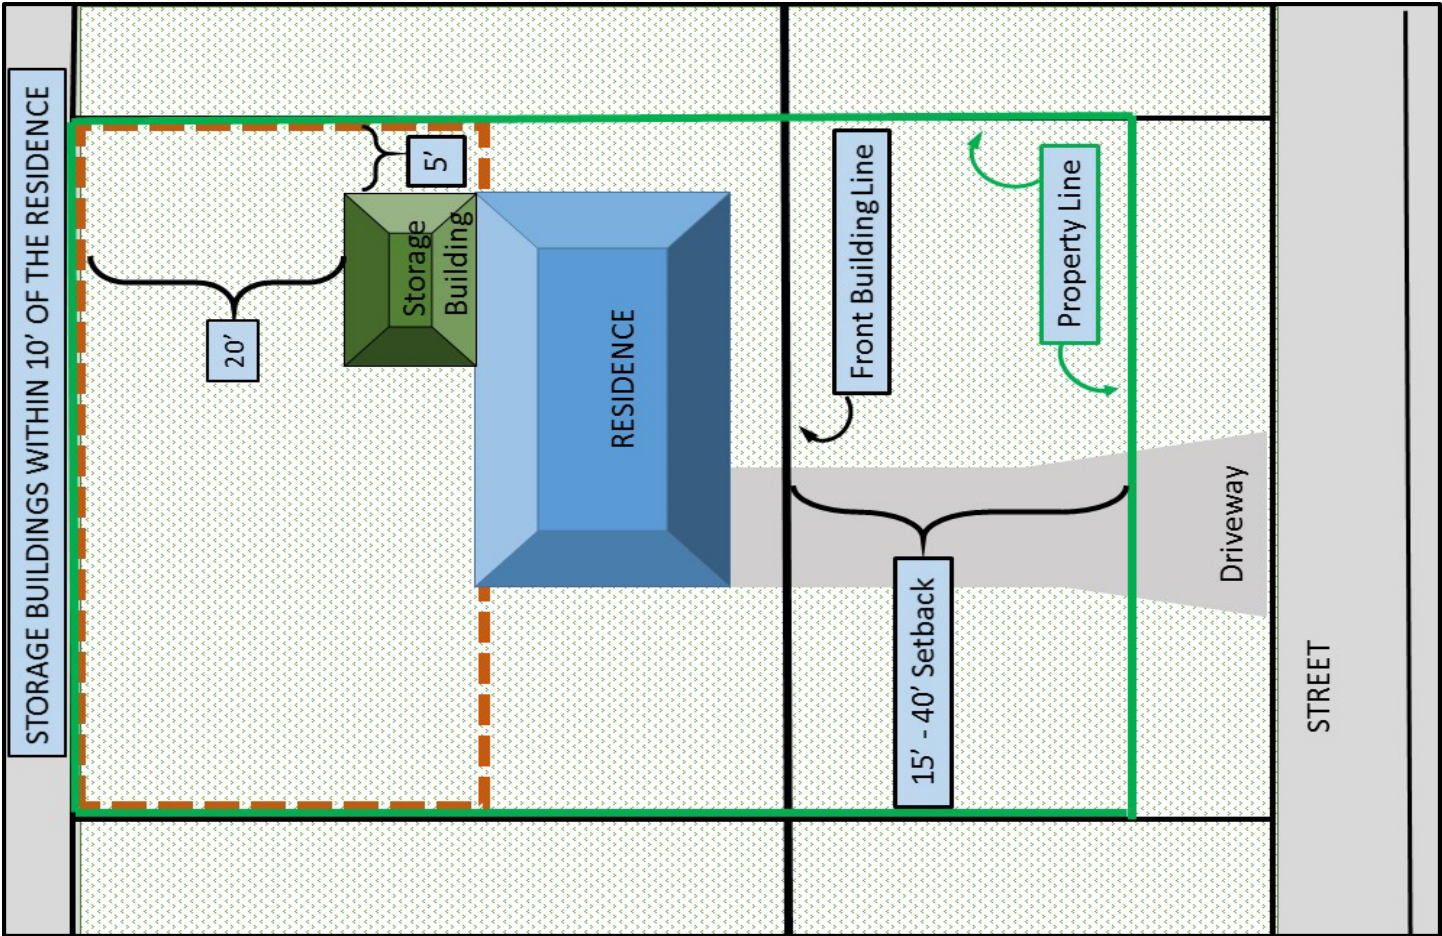 STORAGE BUILDINGS WITHIN 10' OF THE RESIDENCE
5'
20'
Storage
Building
RESIDENCE
Front Building Line
Property Line
15' - 40' Setback
Driveway
STREET